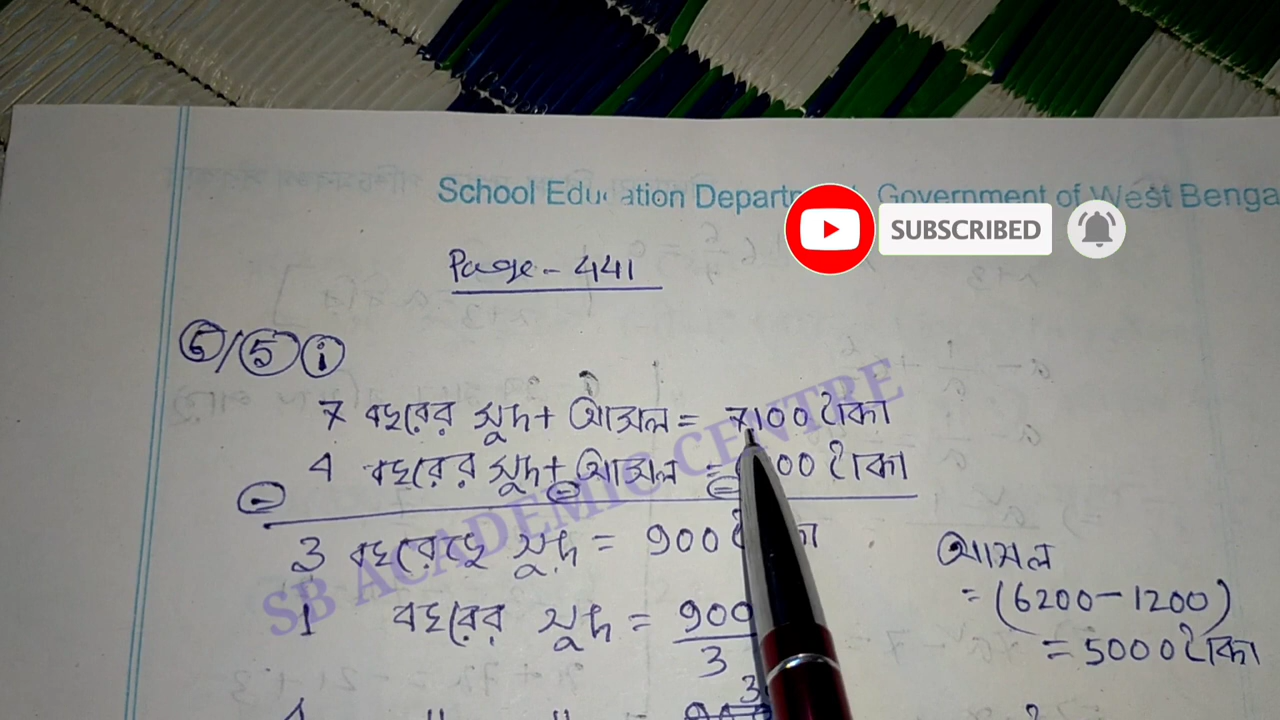 School Education Department, Government of West Benga
SUBSCRIBED
Page - 441
6/5 i
7 বছরের সুদ + আসল = 7100 টাকা
4 বছরের সুদ + আসল = 00 টাকা
3 বছরেহে সুদ = 900 টাকা
1 বছরের সুদ = 900/3
আসল
= (6200 - 1200)
= 5000 টাকা
SB ACADEMIC CENTRE